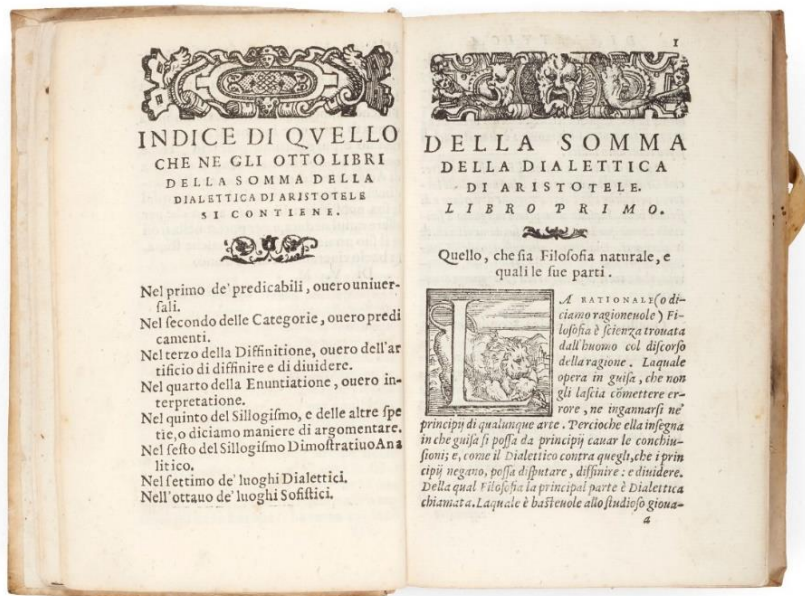 INDICE DI QVELLO
CHE NE GLI OTTO LIBRI
DELLA SOMMA DELLA
DIALETTICA DI ARISTOTELE
SI CONTIENE.
Nel primo de' predicabili, ouero vniuer-
ſali.
Nel ſecondo delle Categorie, ouero predi
camenti.
Nel terzo della Diffinitione, ouero dell'ar
tificio di diffinire e di diuidere.
Nel quarto della Enuntiatione, ouero in-
terpretatione.
Nel quinto del Sillogiſmo, e delle altre ſpe
tie, o diciamo maniere di argomentare.
Nel ſeſto del Sillogiſmo Dimoſtratiuo Ana
litico.
Nel ſettimo de' luoghi Dialettici.
Nell'ottauo de' luoghi Sofiſtici.
1
DELLA SOMMA
DELLA DIALETTICA
DI ARISTOTELE.
LIBRO PRIMO.
Quello, che ſia Filoſofia naturale, e
quali le ſue parti.
LA RATIONALE (o di-
ciamo ragioneuole) Fi-
loſofia è ſcienza trouata
dall'huomo col diſcorſo
della ragione. Laquale
opera in guiſa, che non
gli laſcia cōmettere er-
rore, ne ingannarſi ne'
principij di qualunque arte. Percioche ella inſegna
in che guiſa ſi poſſa da principij cauar le conchiu-
ſioni; e, come il Dialettico contra quegli, che i prin
cipij negano, poſſa diſputare, diffinire: e diuidere.
Della qual Filoſofia la principal parte è Dialettica
chiamata. Laquale è baſteuole allo ſtudioſo gioua-
a